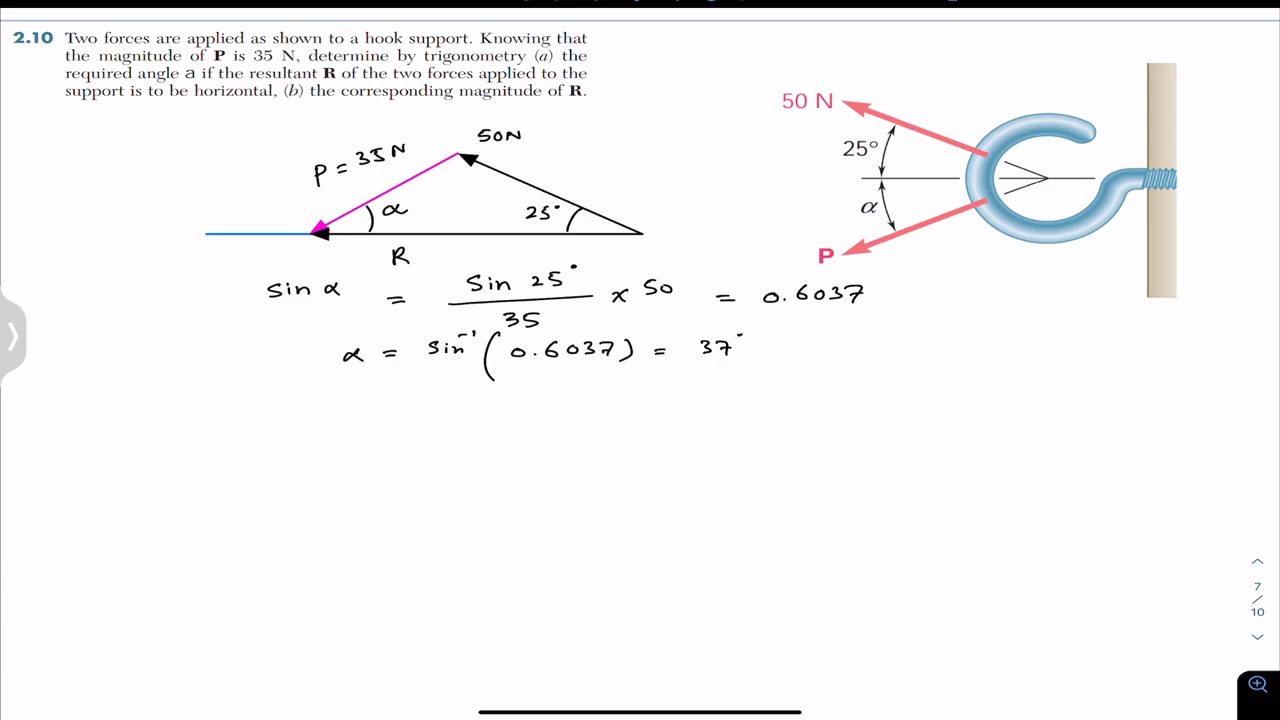 2.10 Two forces are applied as shown to a hook support. Knowing that
the magnitude of P is 35 N, determine by trigonometry (a) the
required angle a if the resultant R of the two forces applied to the
support is to be horizontal, (b) the corresponding magnitude of R.
50 N
25°
α
P
P = 35N
50N
α
25°
R
sin α = Sin 25° / 35 × 50 = 0.6037
α = sin⁻¹ (0.6037) = 37°
7
/
10